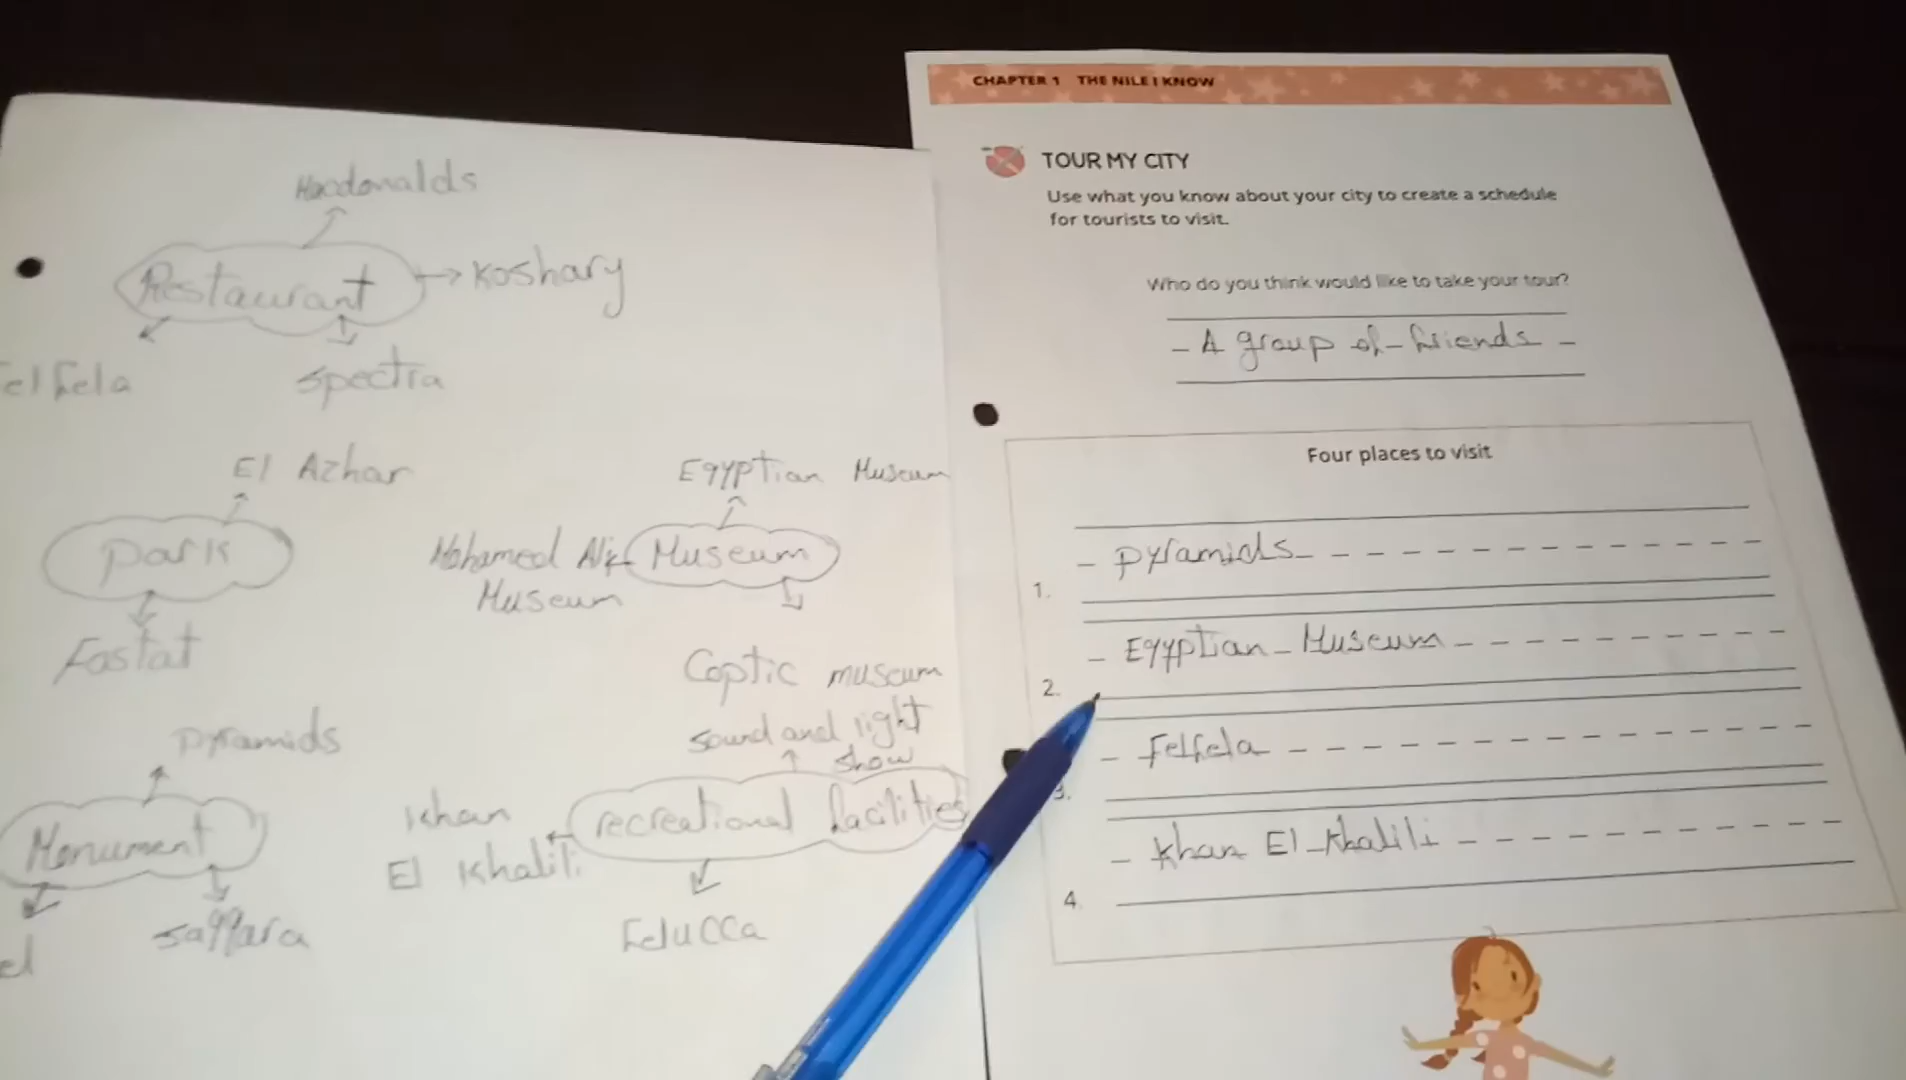 Macdonalds
Restaurant
Koshary
spectra
El Azhar
park
Fostat
Egyptian Museum
Mohamed Ali
Museum
Museum
Coptic museum
pyramids
Monument
saqqara
sound and light
show
recreational facilities
Khan
El Khalili
Felucca
CHAPTER 1 THE NILE I KNOW
TOUR MY CITY
Use what you know about your city to create a schedule
for tourists to visit.
Who do you think would like to take your tour?
A group of friends
Four places to visit
1. pyramids
2. Egyptian Museum
3. Felfela
4. Khan El-Khalili